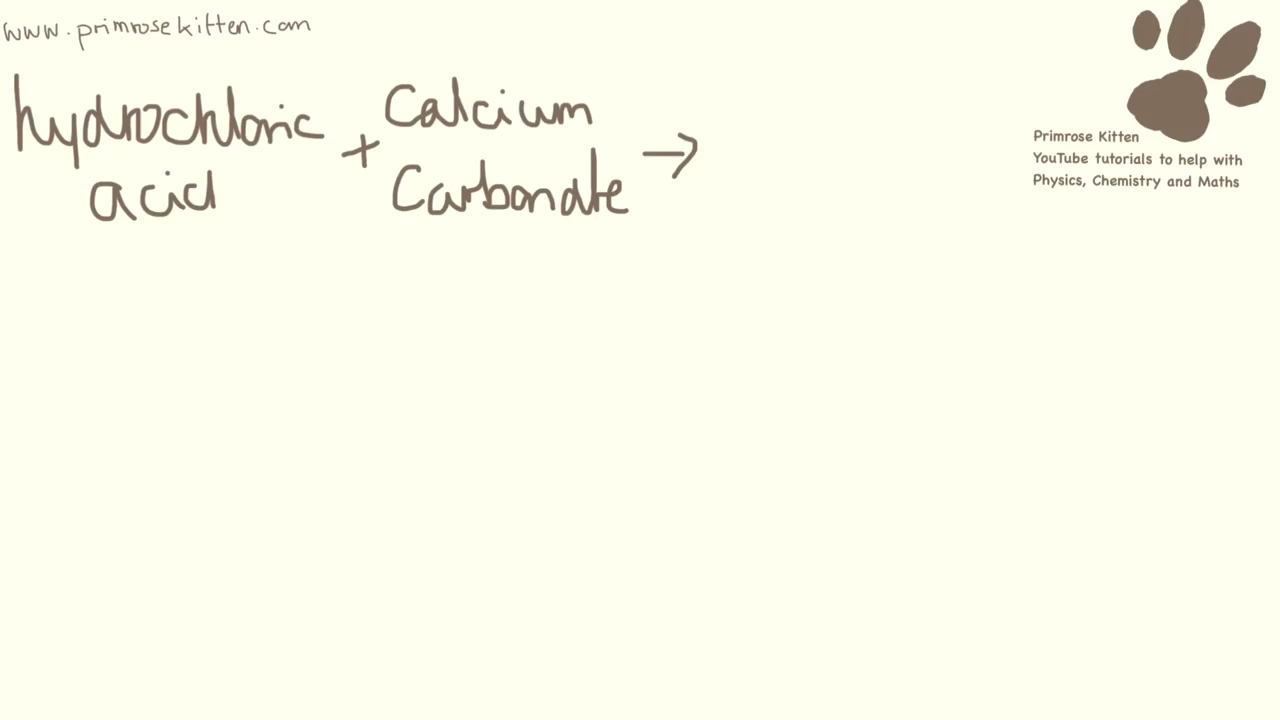 www.primrosekitten.com
hydrochloric + Calcium →
acid Carbonate
Primrose Kitten
YouTube tutorials to help with
Physics, Chemistry and Maths